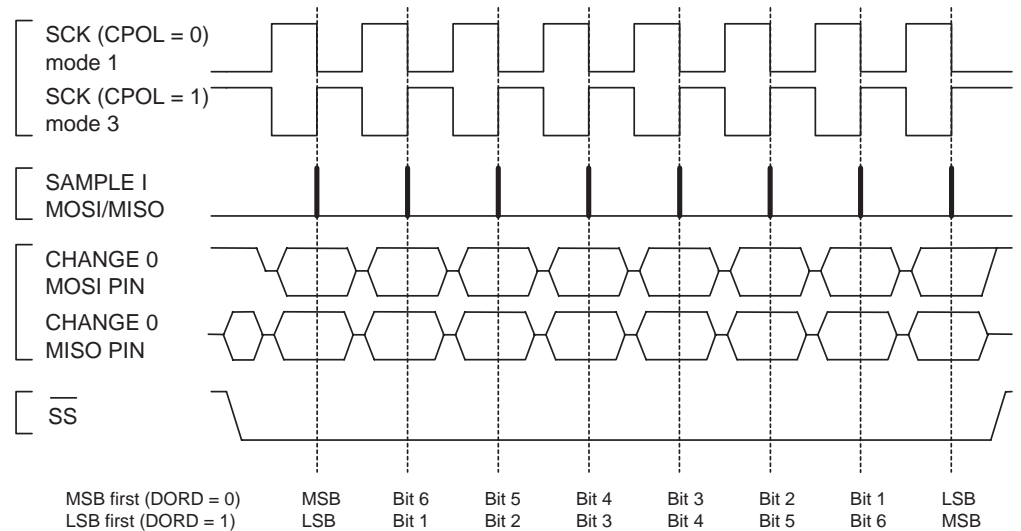 SCK (CPOL = 0)
mode 1
SCK (CPOL = 1)
mode 3
SAMPLE I
MOSI/MISO
CHANGE 0
MOSI PIN
CHANGE 0
MISO PIN
SS
MSB first (DORD = 0) MSB Bit 6 Bit 5 Bit 4 Bit 3 Bit 2 Bit 1 LSB
LSB first (DORD = 1) LSB Bit 1 Bit 2 Bit 3 Bit 4 Bit 5 Bit 6 MSB